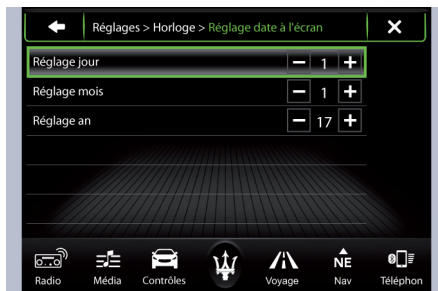 Réglages > Horloge > Réglage date à l'écran
Réglage jour − 1 +
Réglage mois − 1 +
Réglage an − 17 +
NE
Radio Média Contrôles Voyage Nav Téléphon